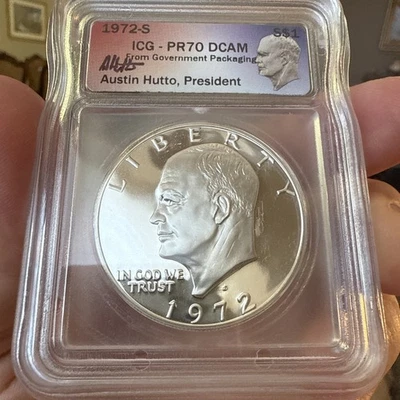 1972-S S$1
ICG - PR70 DCAM
From Government Packaging
Austin Hutto, President
LIBERTY
IN GOD WE
TRUST
S
1972